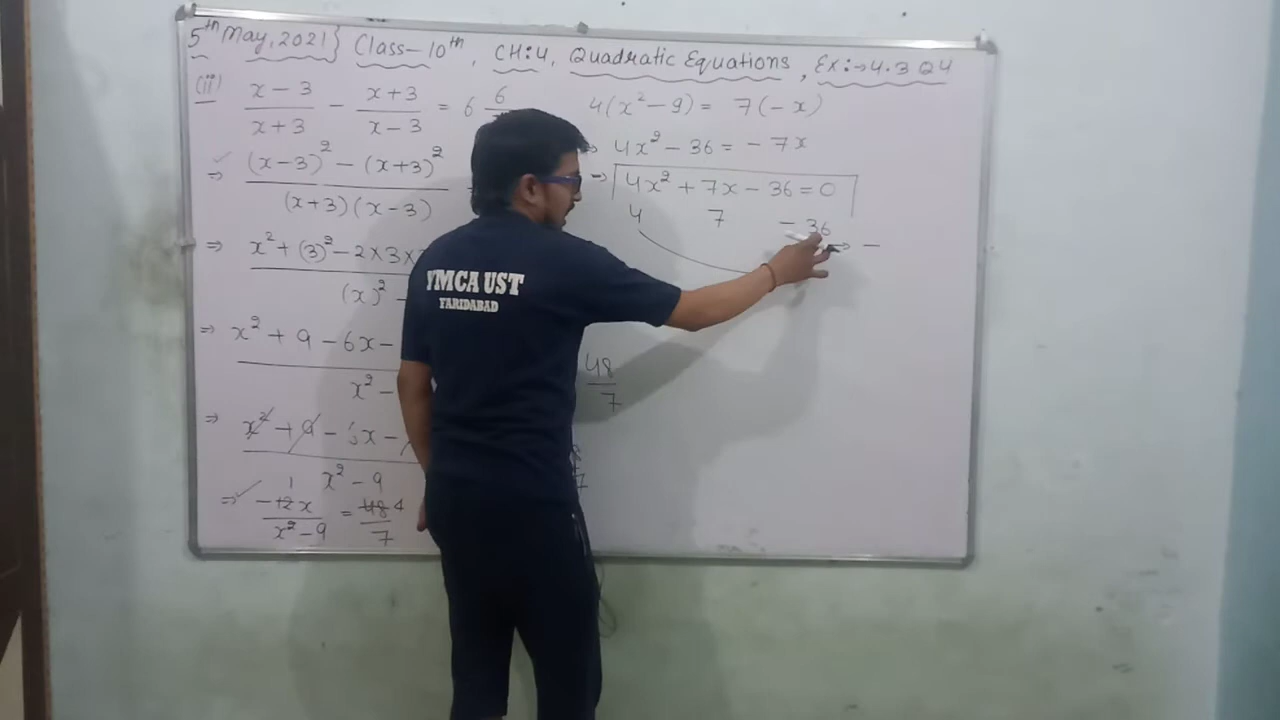 5th May, 2021} Class-10th, CH:4, Quadratic Equations, Ex:→4.3 Q4
(ii) x-3/x+3 - x+3/x-3 = 6 6
⇒ (x-3)² - (x+3)² / (x+3)(x-3)
⇒ x² + (3)² - 2×3×
(x)² -
⇒ x² + 9 - 6x -
x² -
⇒ x² + 9 - 6x -
x² - 9
⇒ 1 -12x / x²-9 = 48 4 / 7
4(x²-9) = 7(-x)
⇒ 4x² - 36 = -7x
⇒ 4x² + 7x - 36 = 0
4 7 -36
⇒ -
48/7
7
YMCA UST
FARIDABAD